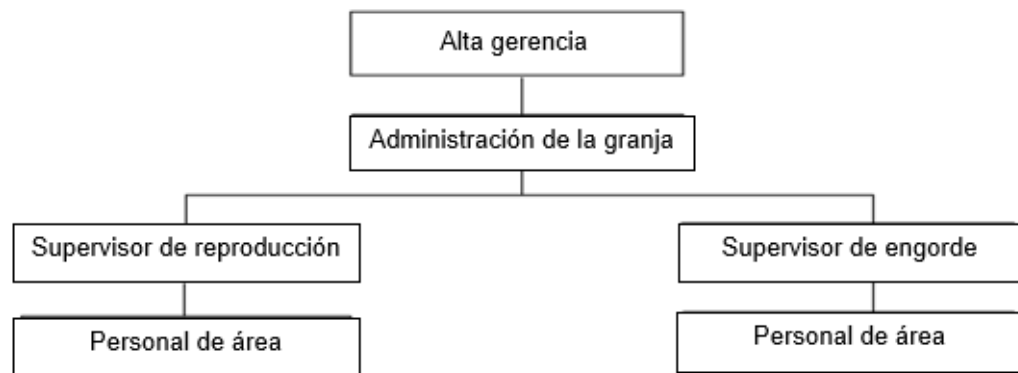 Alta gerencia
Administración de la granja
Supervisor de reproducción
Supervisor de engorde
Personal de área
Personal de área